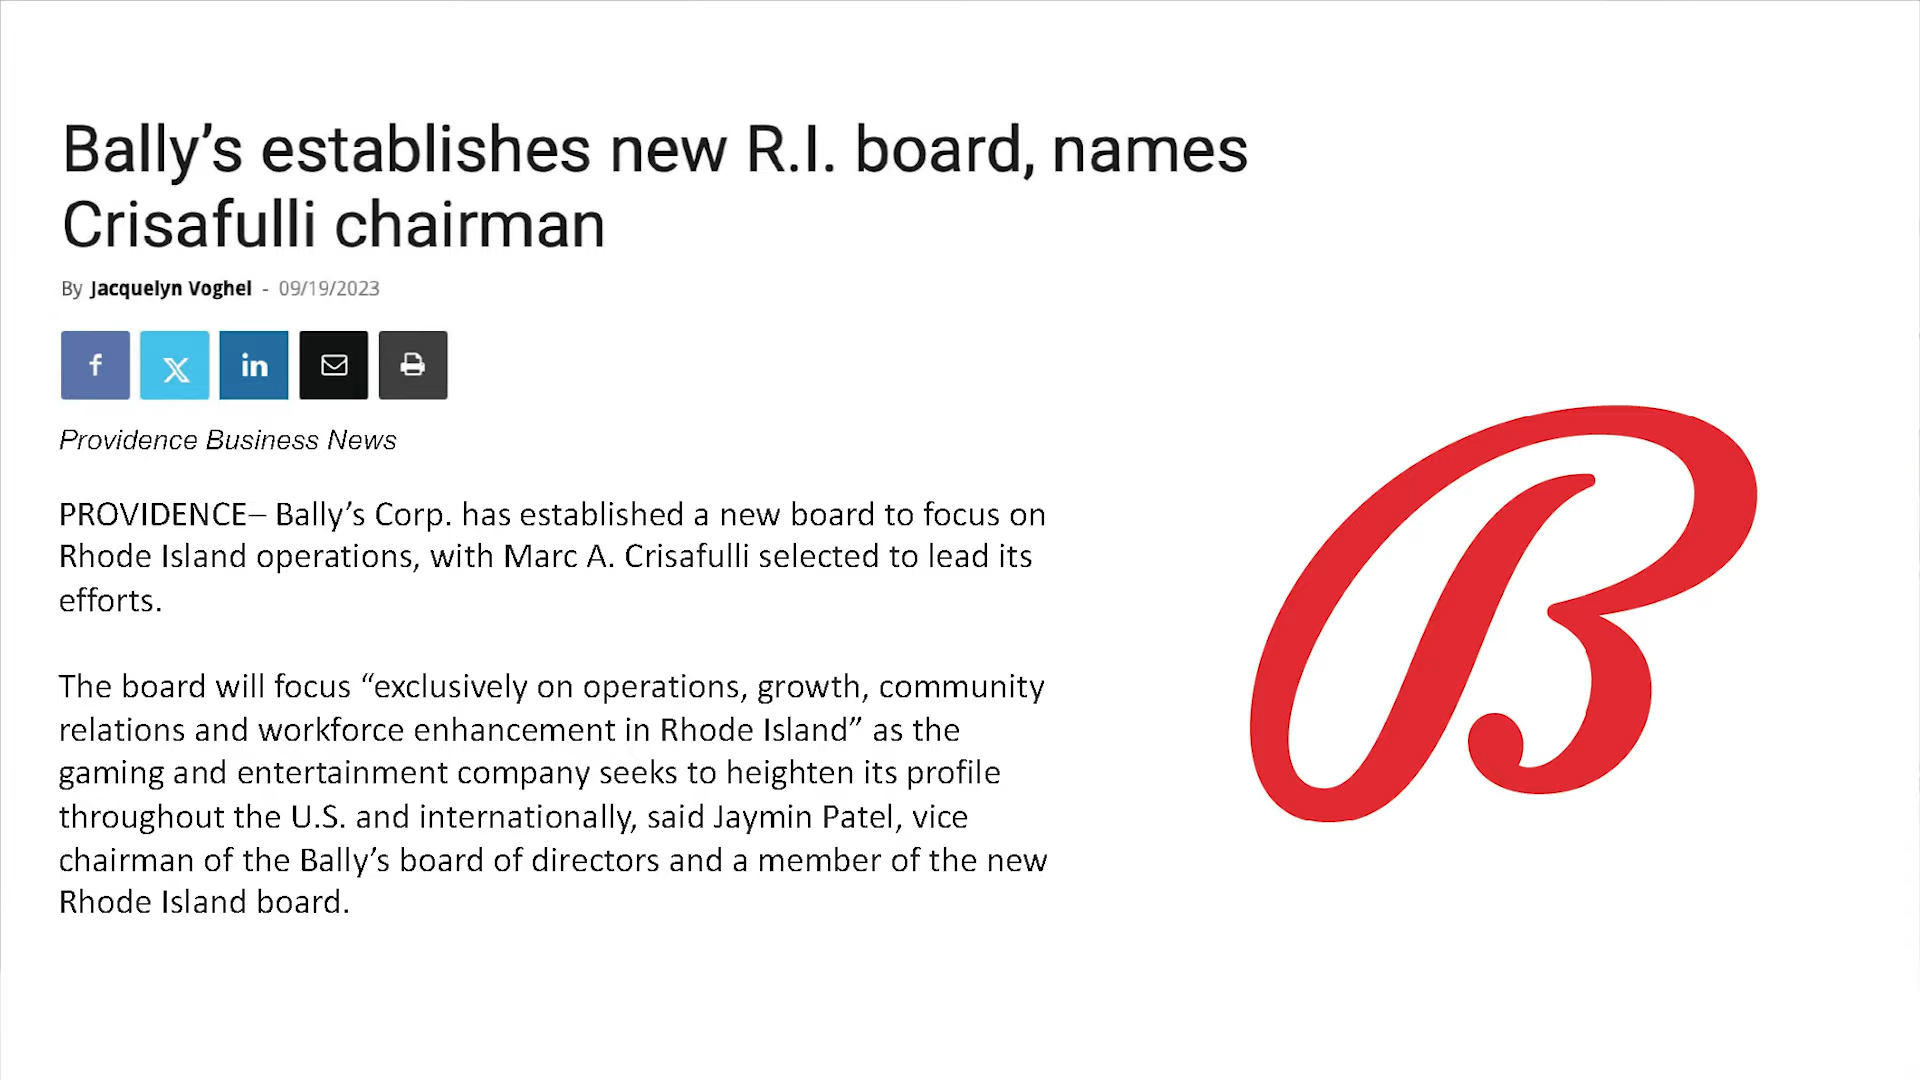 Bally’s establishes new R.I. board, names
Crisafulli chairman
By Jacquelyn Voghel - 09/19/2023
Providence Business News
PROVIDENCE– Bally’s Corp. has established a new board to focus on
Rhode Island operations, with Marc A. Crisafulli selected to lead its
efforts.
The board will focus “exclusively on operations, growth, community
relations and workforce enhancement in Rhode Island” as the
gaming and entertainment company seeks to heighten its profile
throughout the U.S. and internationally, said Jaymin Patel, vice
chairman of the Bally’s board of directors and a member of the new
Rhode Island board.
B